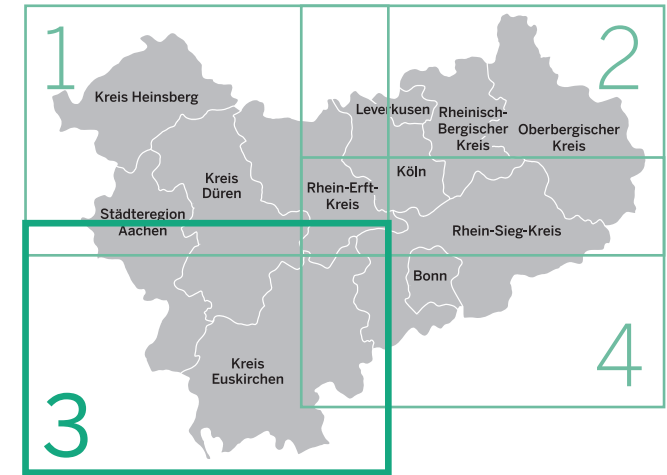 1
2
Kreis Heinsberg
Leverkusen
Rheinisch-
Bergischer
Kreis
Oberbergischer
Kreis
Kreis
Düren
Köln
Rhein-Erft-
Kreis
Städteregion
Aachen
Rhein-Sieg-Kreis
Bonn
Kreis
Euskirchen
3
4